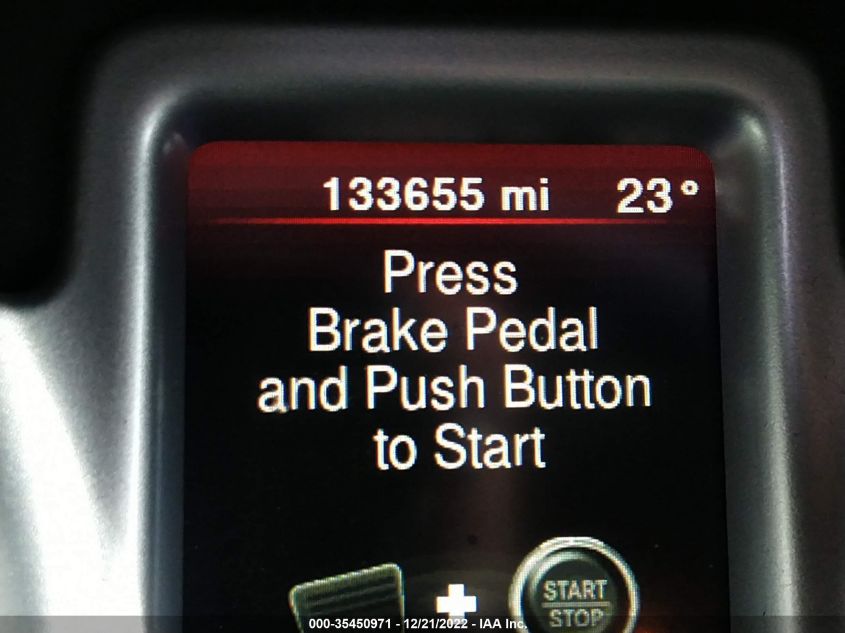 133655 mi 23°
Press
Brake Pedal
and Push Button
to Start
START
STOP
000-35450971 - 12/21/2022 - IAA Inc.